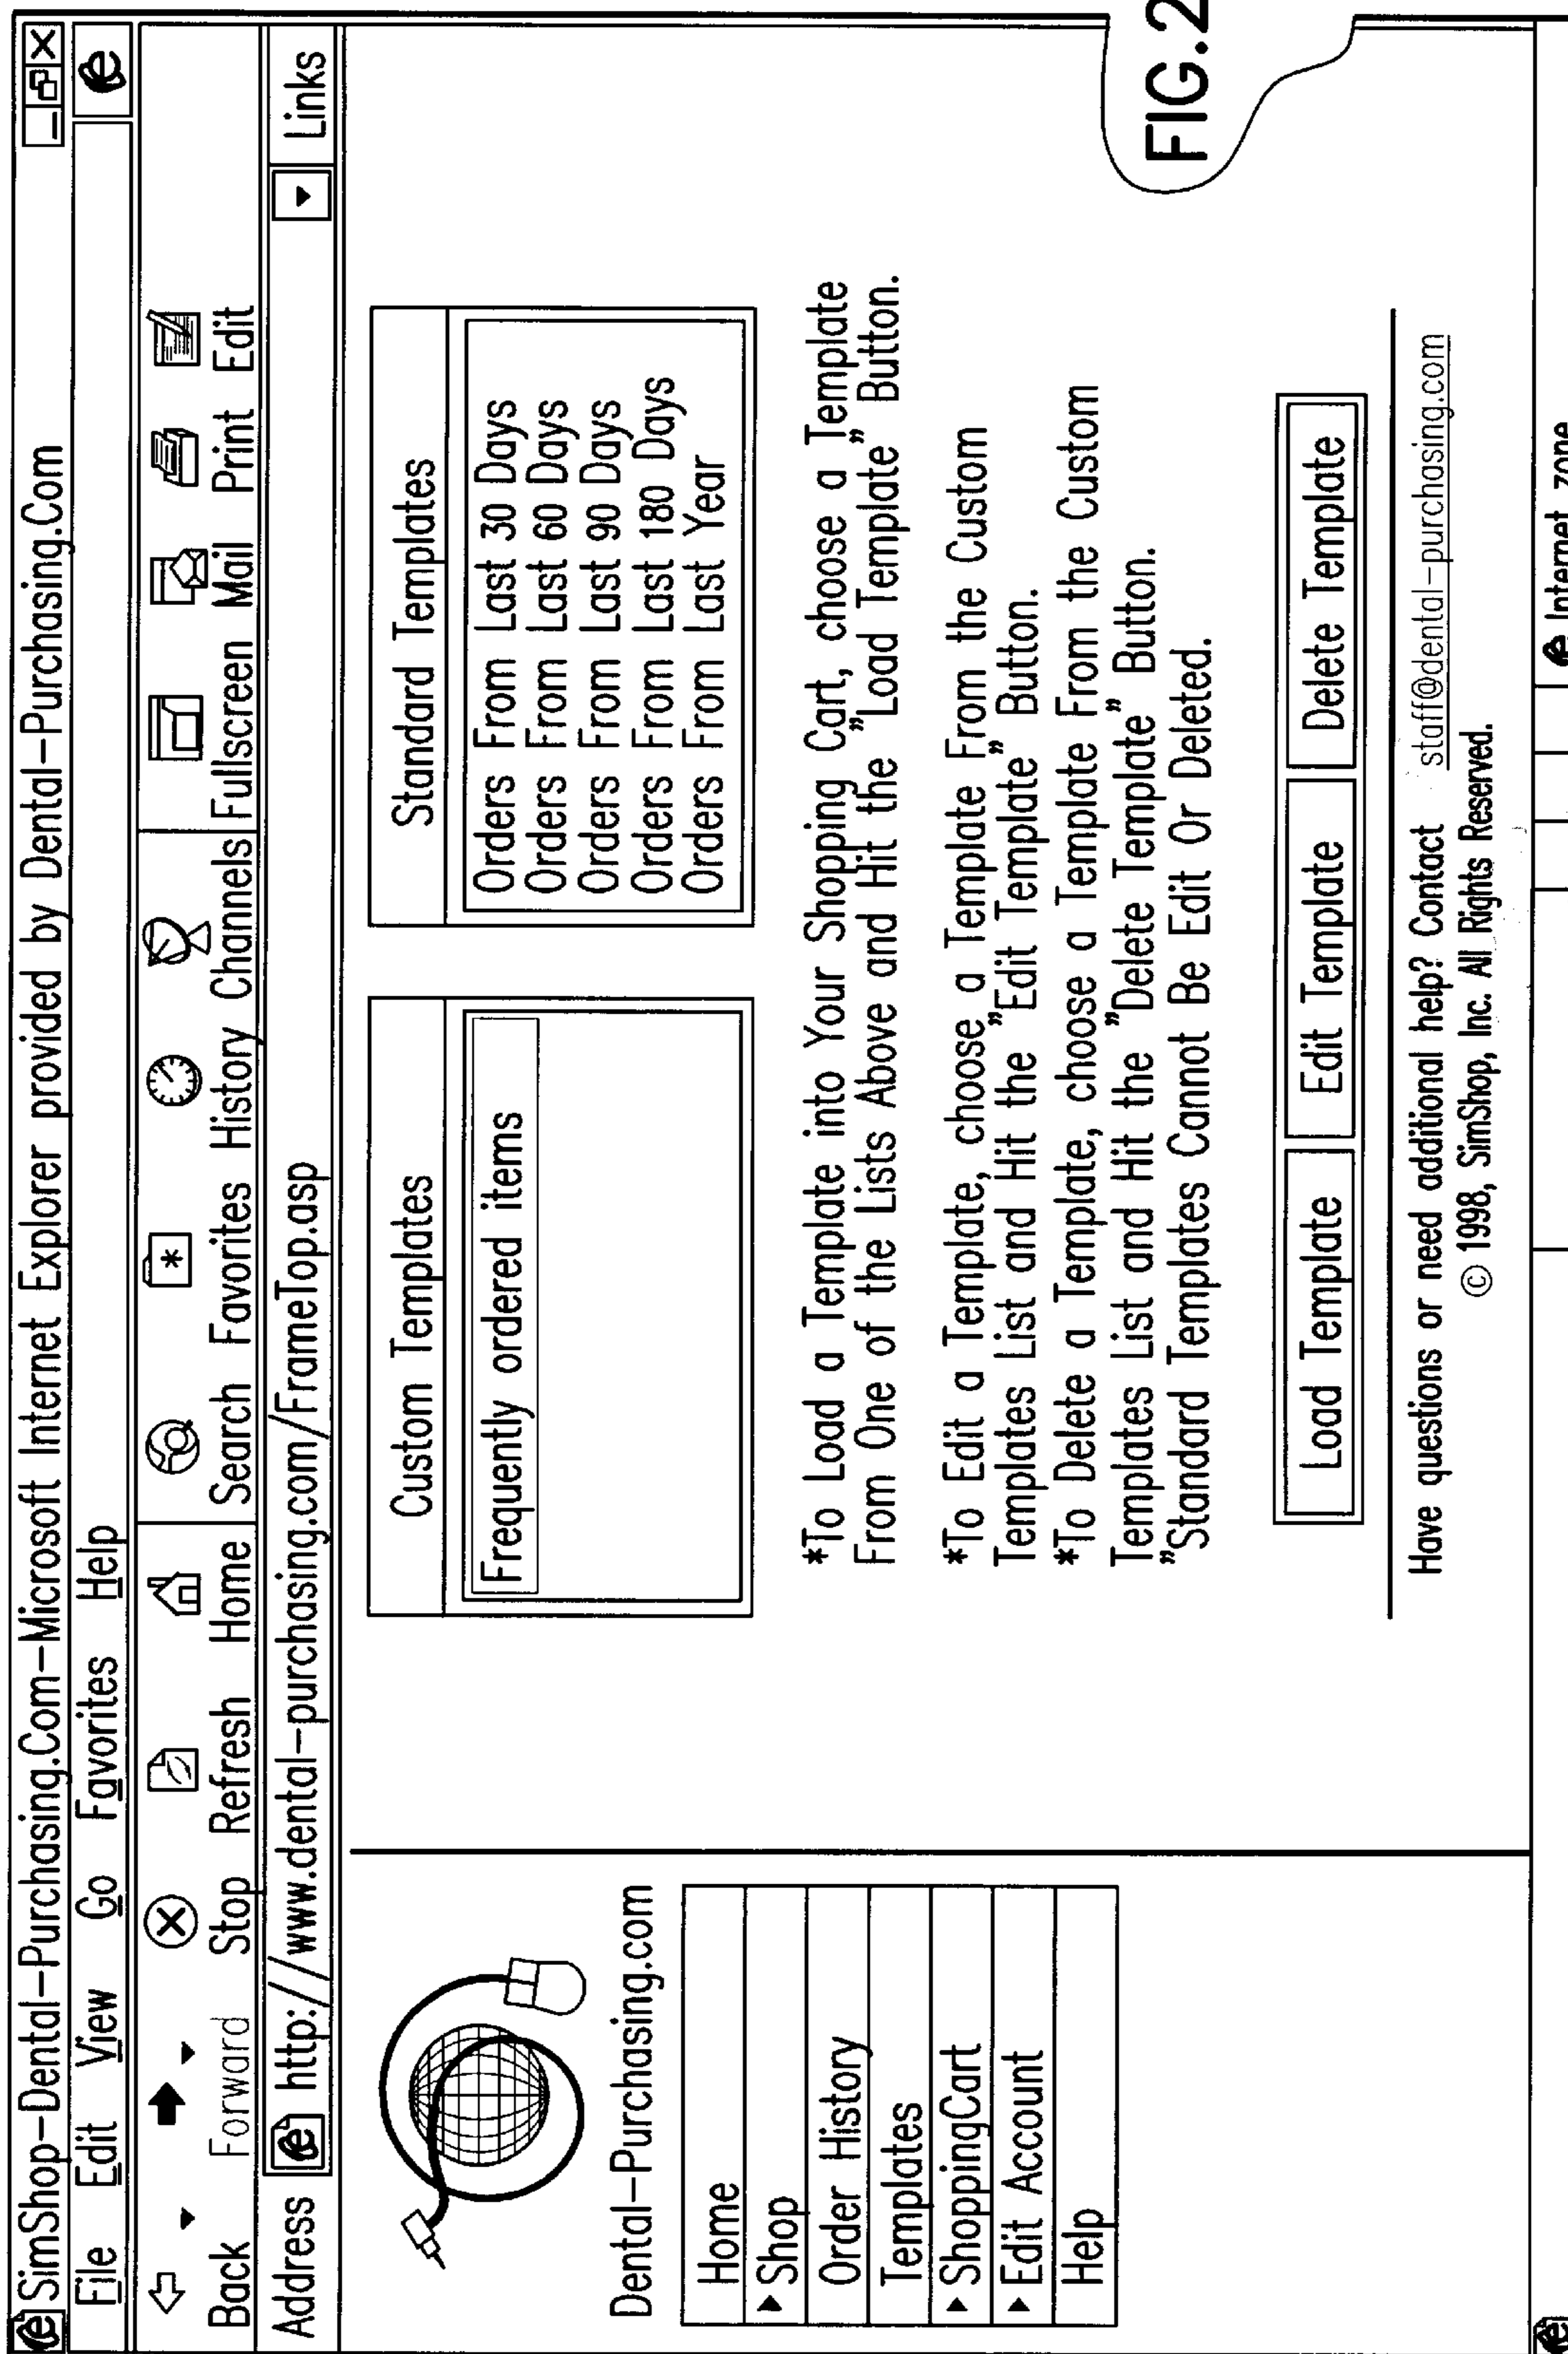 SimShop-Dental-Purchasing.Com-Microsoft Internet Explorer provided by Dental-Purchasing.Com
File Edit View Go Favorites Help
Back Forward Stop Refresh Home Search Favorites History Channels Fullscreen Mail Print Edit
Address http://www.dental-purchasing.com/FrameTop.asp Links
Dental-Purchasing.com
Home
Shop
Order History
Templates
ShoppingCart
Edit Account
Help
Custom Templates
Frequently ordered items
Standard Templates
Orders From Last 30 Days
Orders From Last 60 Days
Orders From Last 90 Days
Orders From Last 180 Days
Orders From Last Year
*To Load a Template into Your Shopping Cart, choose a Template
From One of the Lists Above and Hit the "Load Template" Button.
*To Edit a Template, choose a Template From the Custom
Templates List and Hit the "Edit Template" Button.
*To Delete a Template, choose a Template From the Custom
Templates List and Hit the "Delete Template" Button.
"Standard Templates Cannot Be Edit Or Deleted.
Load Template Edit Template Delete Template
Have questions or need additional help? Contact staff@dental-purchasing.com
© 1998, SimShop, Inc. All Rights Reserved.
Internet zone
FIG.2